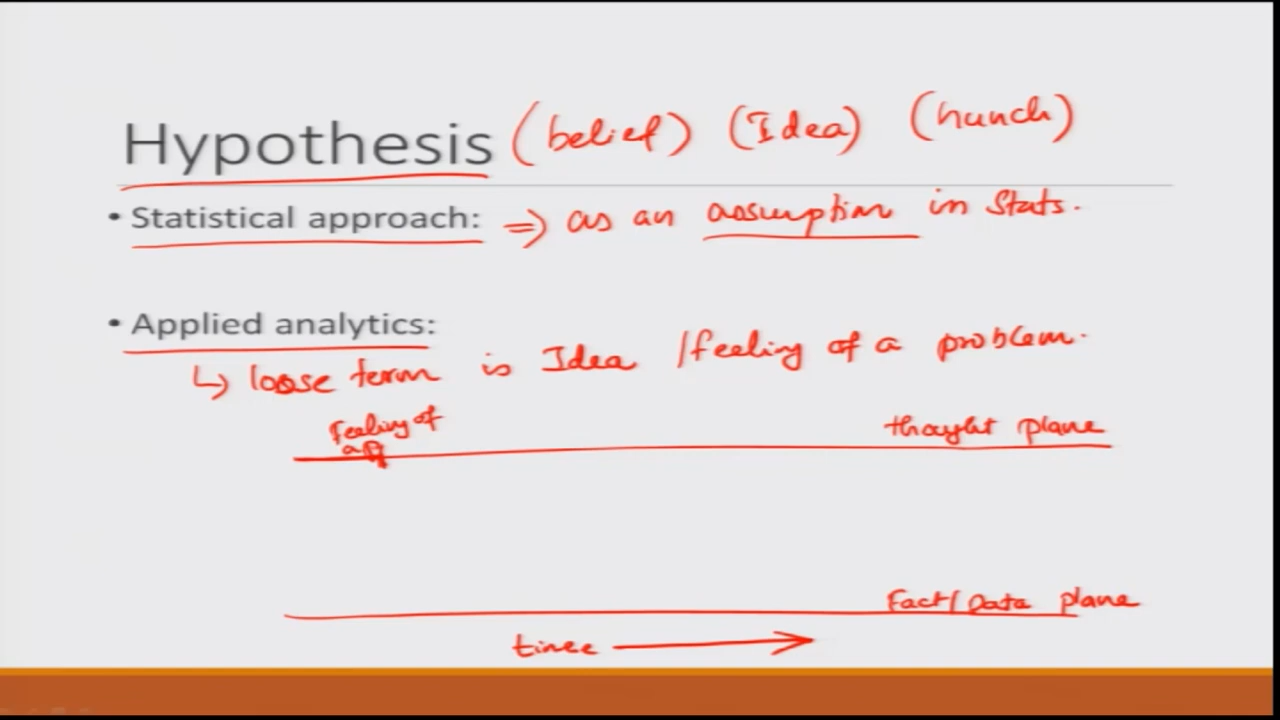 Hypothesis (belief) (Idea) (hunch)
• Statistical approach: ⇒ as an assumption in Stats.
• Applied analytics:
↳ loose term is Idea / feeling of a problem.
Feeling of
a
thought plane
Fact/Data plane
time →